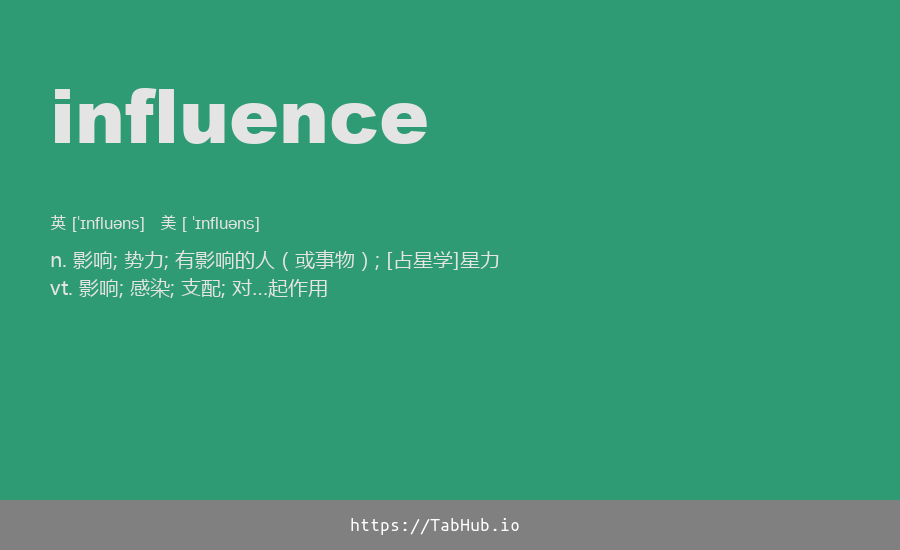 influence
英 [ˈɪnfluəns] 美 [ ˈɪnfluəns]
n. 影响; 势力; 有影响的人（或事物）; [占星学]星力
vt. 影响; 感染; 支配; 对...起作用
https://TabHub.io